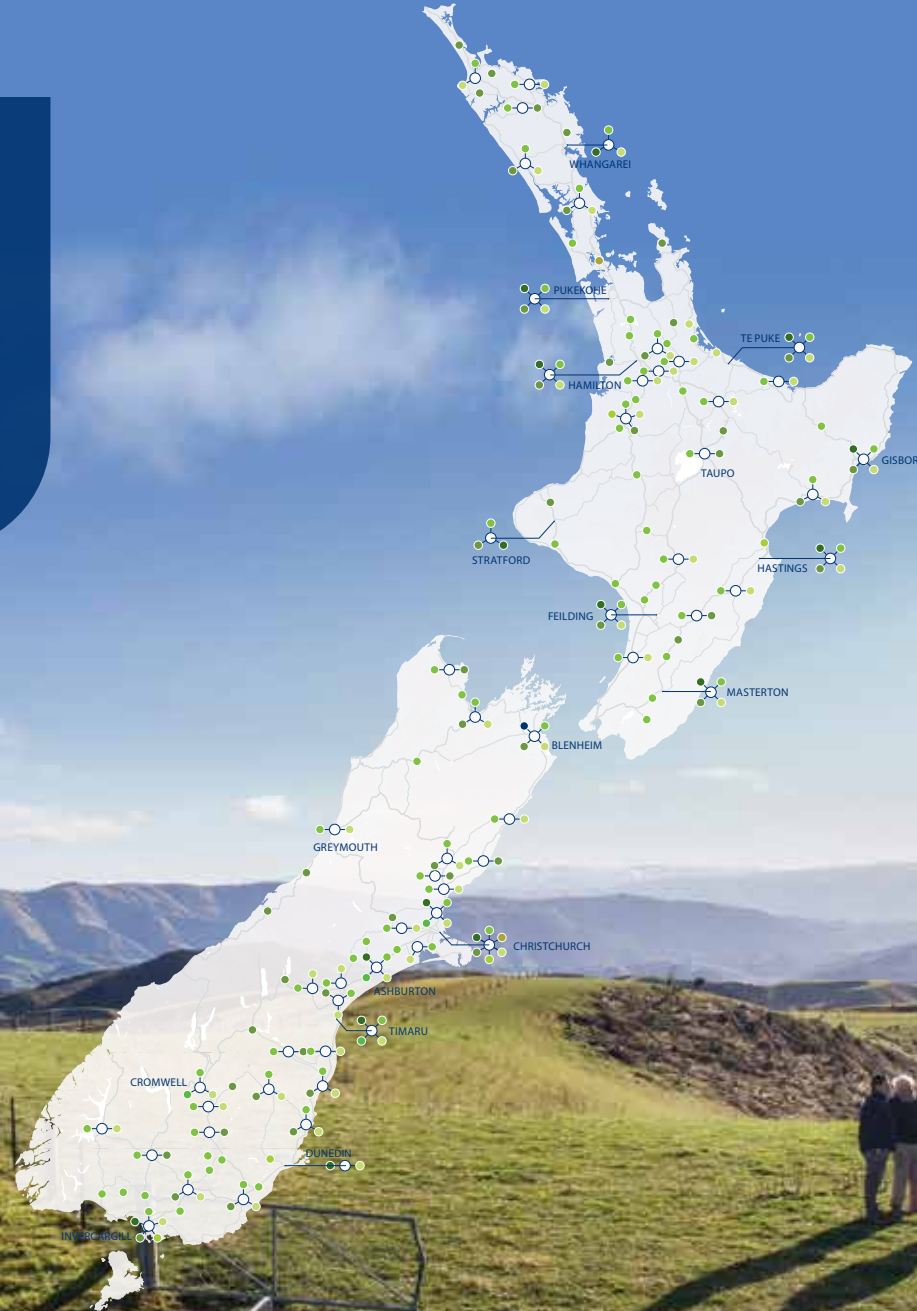 WHANGAREI
PUKEKOHE
TE PUKE
HAMILTON
GISBOR
TAUPO
STRATFORD
HASTINGS
FEILDING
MASTERTON
BLENHEIM
GREYMOUTH
CHRISTCHURCH
ASHBURTON
TIMARU
CROMWELL
DUNEDIN
INVERCARGILL